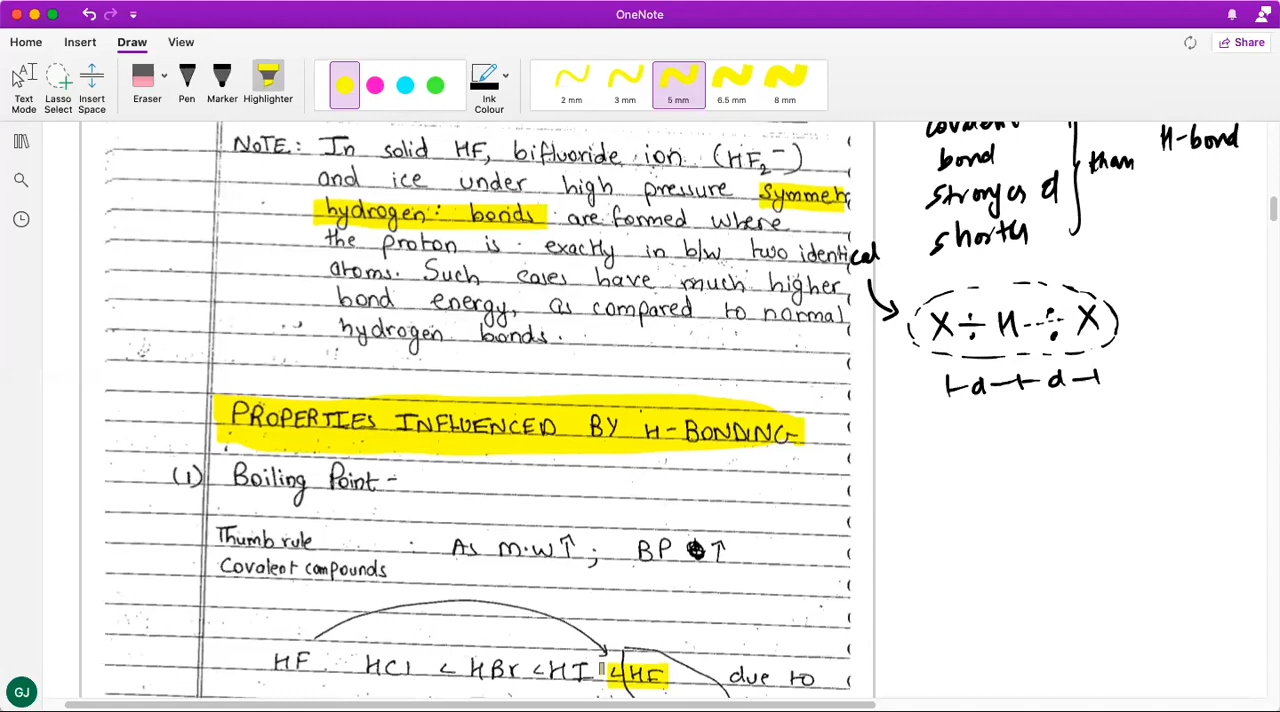 OneNote
Home Insert Draw View
Share
Text Mode
Lasso Select
Insert Space
Eraser
Pen
Marker
Highlighter
Ink Colour
2 mm
3 mm
5 mm
6.5 mm
8 mm
NOTE: In solid HF, bifluoride ion (HF2⁻)
and ice under high pressure symmetr
hydrogen: bonds are formed where
the proton is exactly in b/w two identical
atoms. Such cases have much higher
bond energy, as compared to normal
hydrogen bonds.
covalent
bond
stronger d
shorter
than
H-bond
X ÷ H --- ÷ X
d d
PROPERTIES INFLUENCED BY H-BONDING
(1) Boiling Point -
Thumb rule : As M.W ↑ ; BP ↑
Covalent compounds
HF HCl < HBr < HI < HF due to
GJ